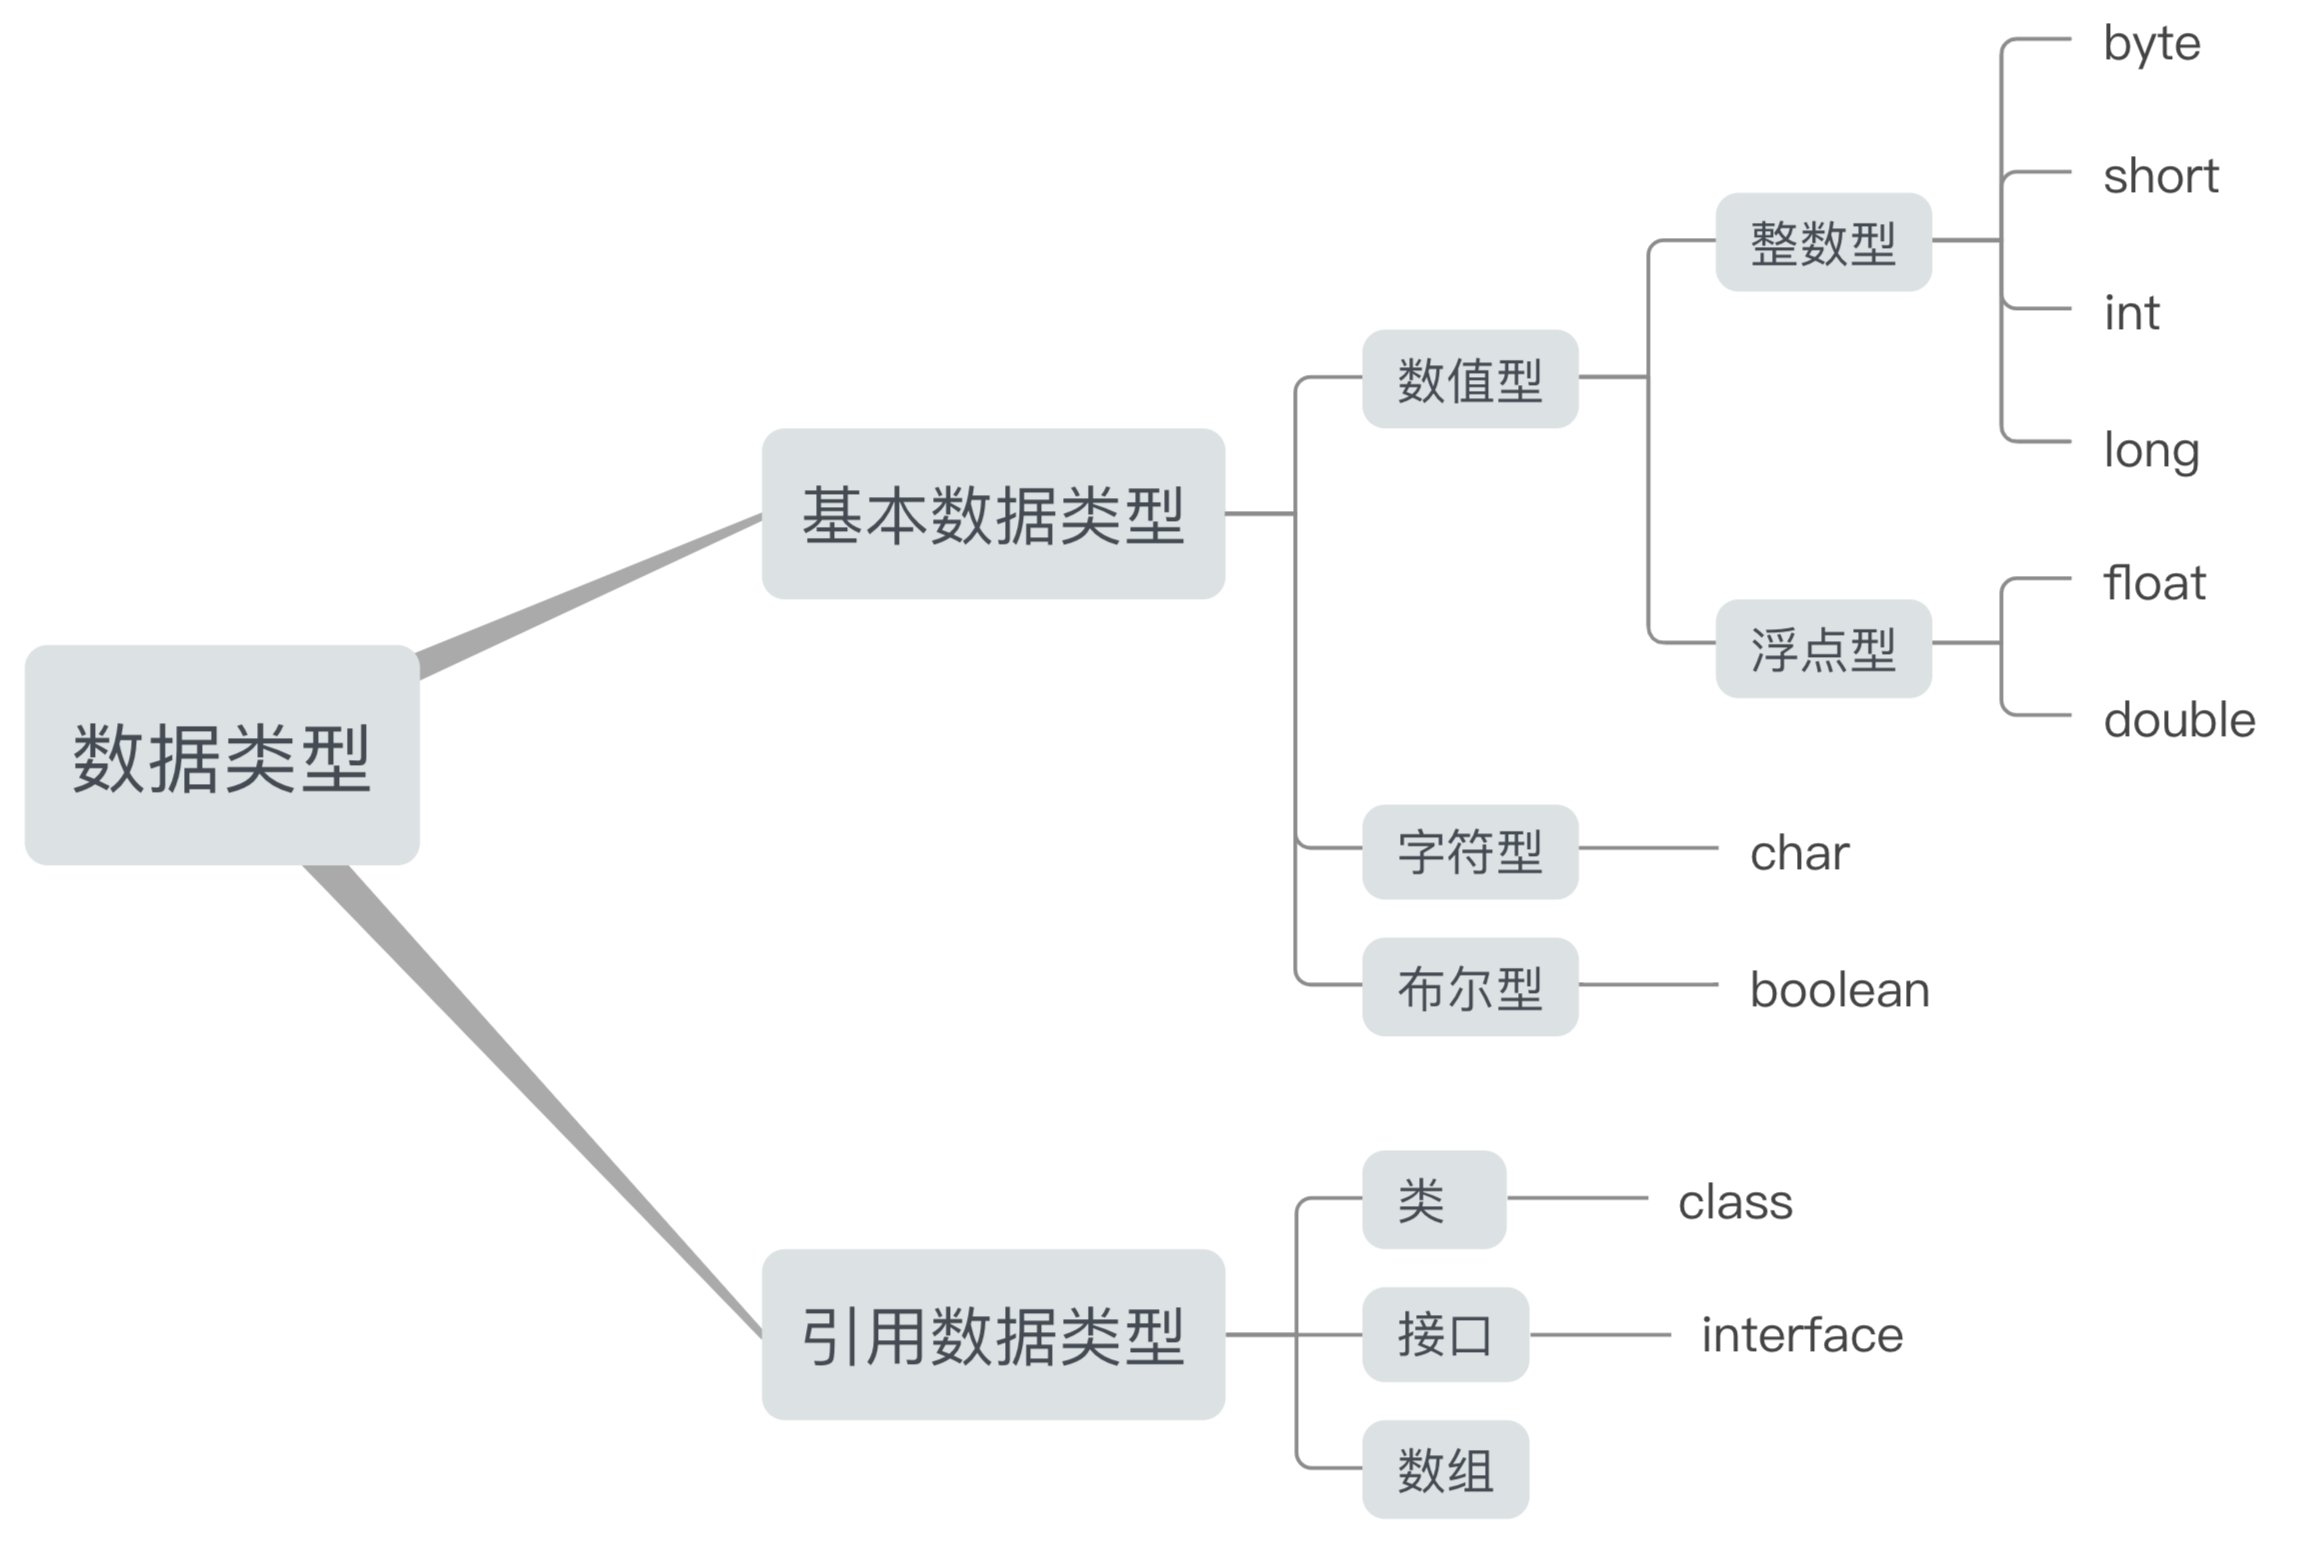 数据类型
基本数据类型
数值型
整数型
byte
short
int
long
浮点型
float
double
字符型
char
布尔型
boolean
引用数据类型
类
class
接口
interface
数组